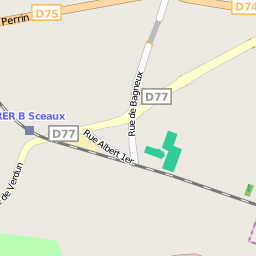 Perrin
D75
D74
Rue de Bagneux
D77
RER B Sceaux
D77
Rue Albert 1er
de Verdun